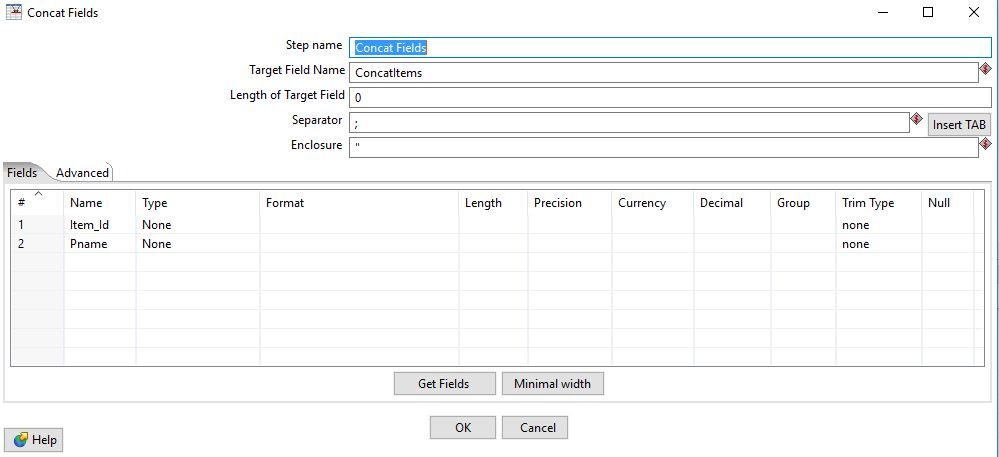 Concat Fields
Step name Concat Fields
Target Field Name ConcatItems
Length of Target Field 0
Separator ; Insert TAB
Enclosure "
Fields Advanced
# Name Type Format Length Precision Currency Decimal Group Trim Type Null
1 Item_Id None none
2 Pname None none
Get Fields Minimal width
OK Cancel
Help